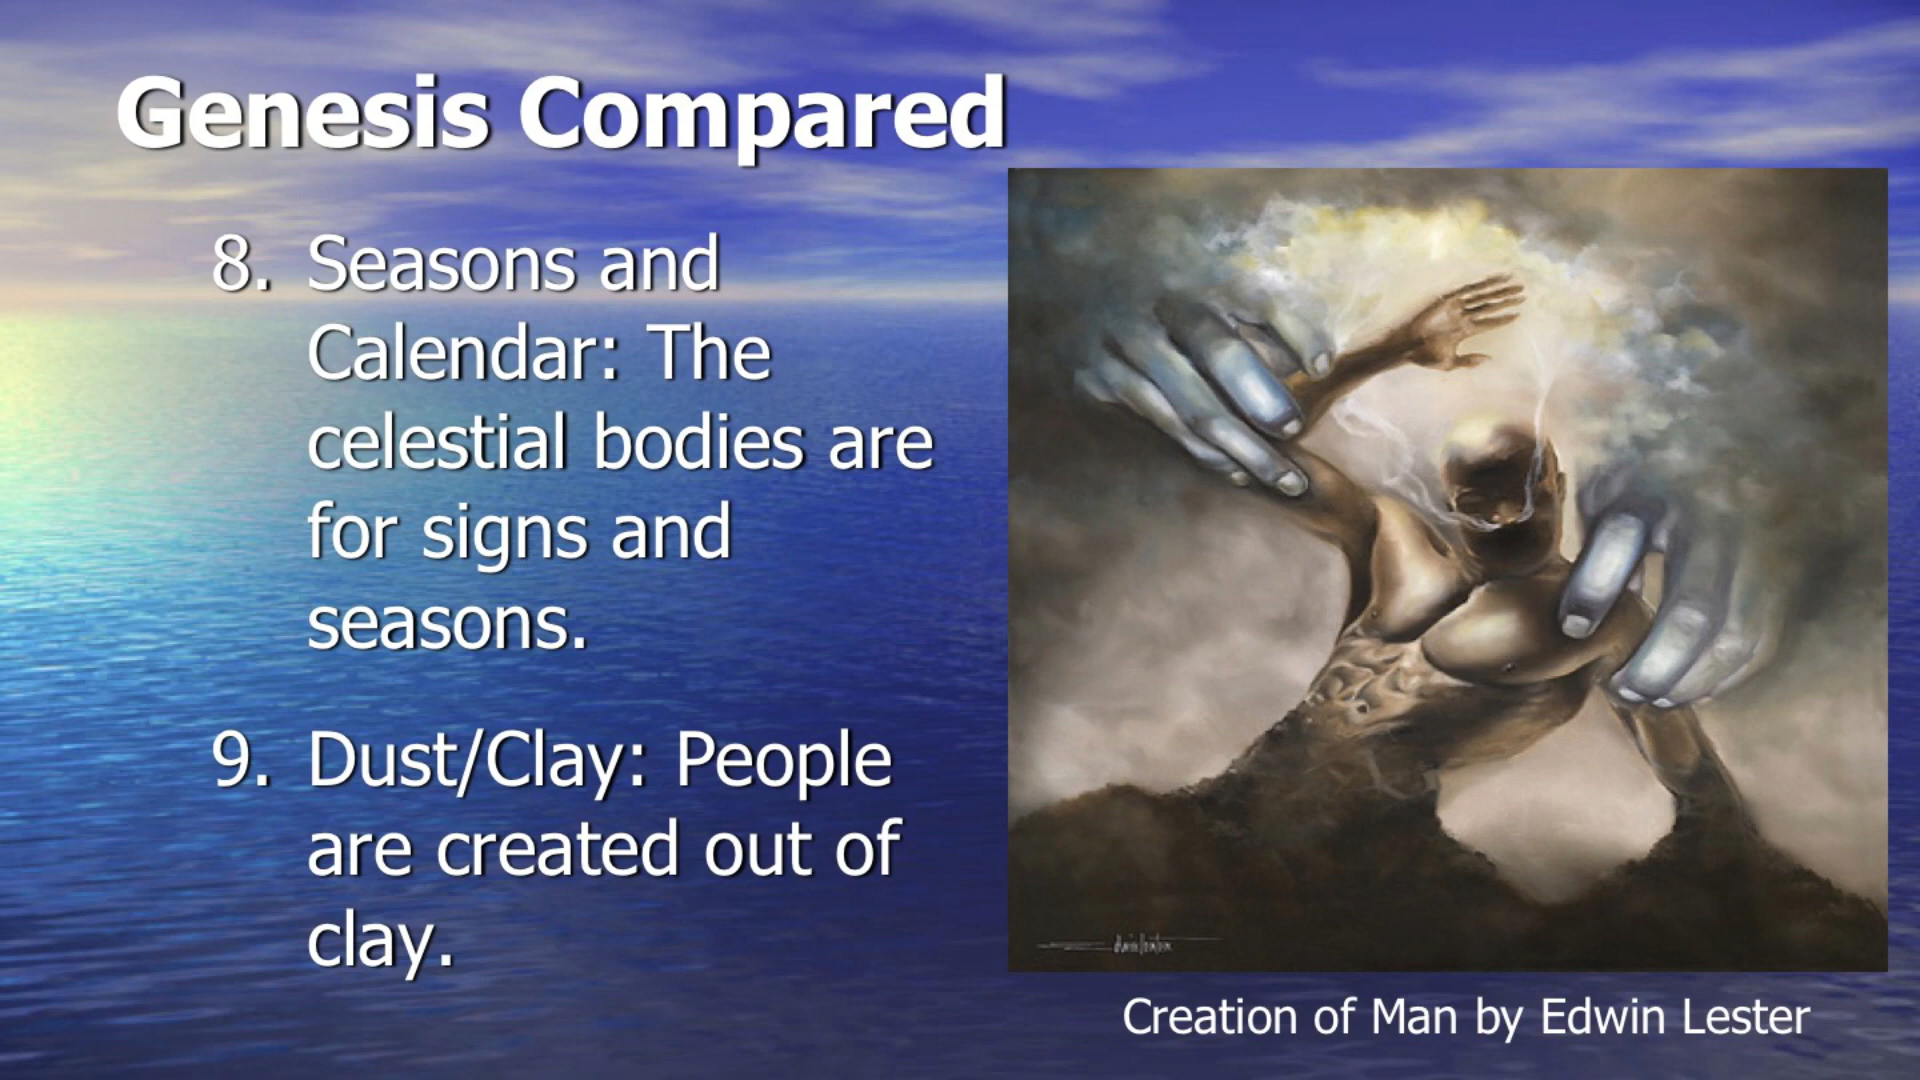 Genesis Compared
8. Seasons and
Calendar: The
celestial bodies are
for signs and
seasons.
9. Dust/Clay: People
are created out of
clay.
Creation of Man by Edwin Lester